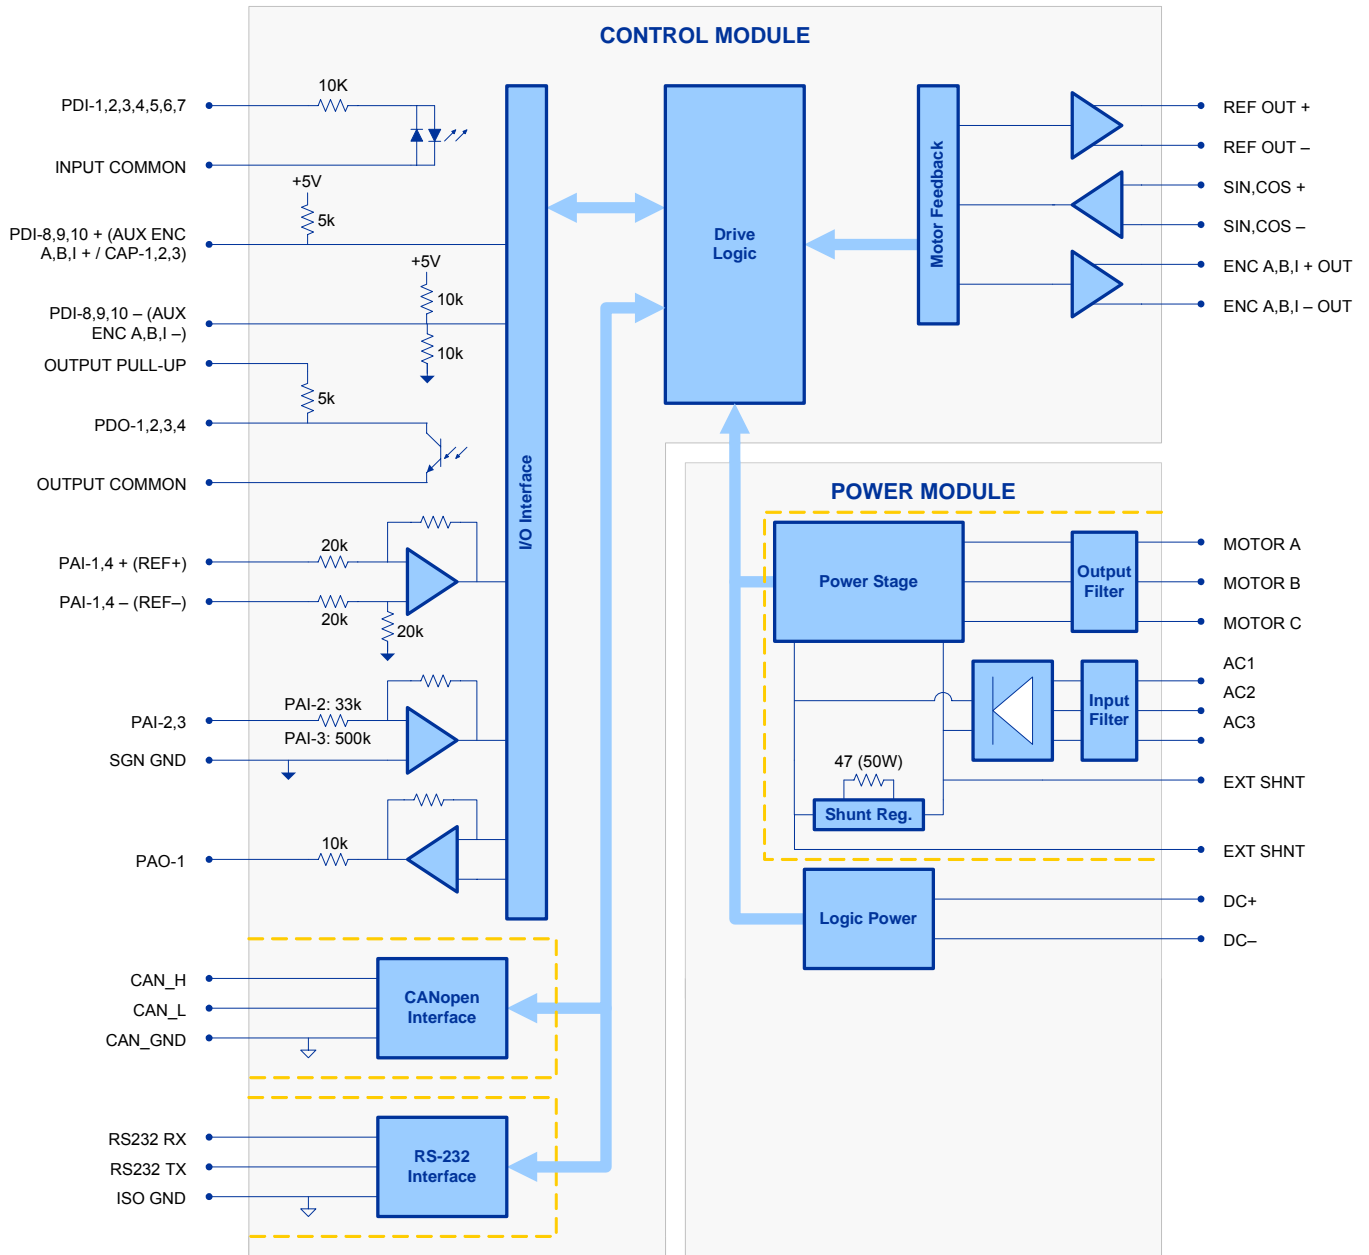 CONTROL MODULE
10K
PDI-1,2,3,4,5,6,7
INPUT COMMON
+5V
5k
PDI-8,9,10 + (AUX ENC
A,B,I + / CAP-1,2,3)
+5V
10k
PDI-8,9,10 – (AUX
ENC A,B,I –)
10k
OUTPUT PULL-UP
5k
PDO-1,2,3,4
OUTPUT COMMON
PAI-1,4 + (REF+)
20k
PAI-1,4 – (REF–)
20k
20k
PAI-2: 33k
PAI-2,3
PAI-3: 500k
SGN GND
10k
PAO-1
I/O Interface
CAN_H
CAN_L
CAN_GND
CANopen
Interface
RS232 RX
RS232 TX
ISO GND
RS-232
Interface
Drive
Logic
Motor Feedback
REF OUT +
REF OUT –
SIN,COS +
SIN,COS –
ENC A,B,I + OUT
ENC A,B,I – OUT
POWER MODULE
Power Stage
Output
Filter
MOTOR A
MOTOR B
MOTOR C
Input
Filter
AC1
AC2
AC3
47 (50W)
Shunt Reg.
EXT SHNT
EXT SHNT
Logic Power
DC+
DC–